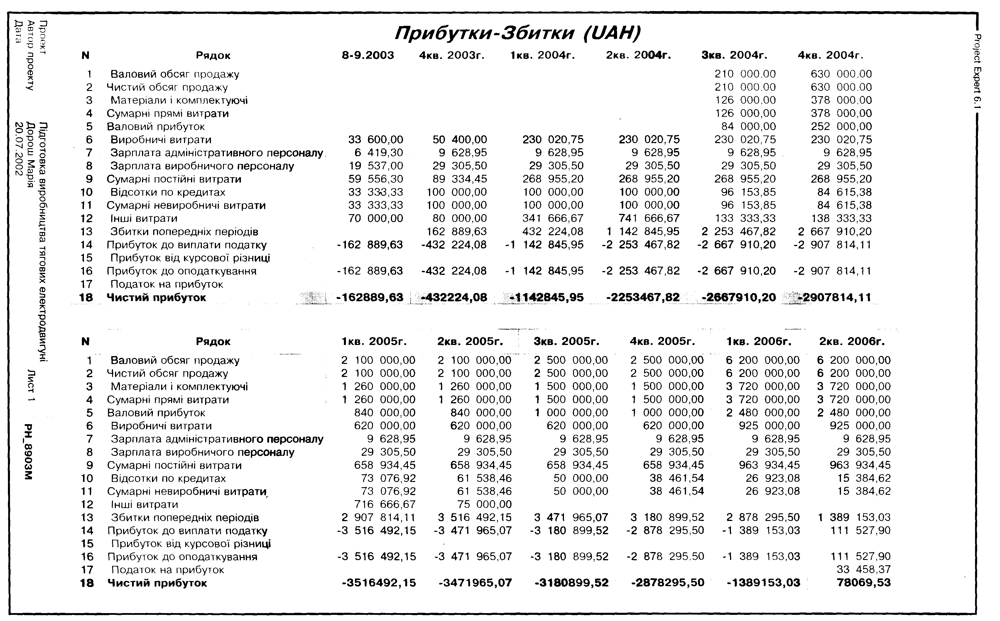 Прибутки-Збитки (UAH)
N Рядок 8-9.2003 4кв. 2003г. 1кв. 2004г. 2кв. 2004г. 3кв. 2004г. 4кв. 2004г.
1 Валовий обсяг продажу 210 000.00 630 000.00
2 Чистий обсяг продажу 210 000.00 630 000.00
3 Матеріали і комплектуючі 126 000,00 378 000,00
4 Сумарні прямі витрати 126 000,00 378 000,00
5 Валовий прибуток 84 000,00 252 000,00
6 Виробничі витрати 33 600,00 50 400,00 230 020,75 230 020,75 230 020,75 230 020,75
7 Зарплата адміністративного персоналу 6 419,30 9 628,95 9 628,95 9 628,95 9 628,95 9 628,95
8 Зарплата виробничого персоналу 19 537,00 29 305,50 29 305,50 29 305,50 29 305,50 29 305,50
9 Сумарні постійні витрати 59 556,30 89 334,45 268 955,20 268 955,20 268 955,20 268 955,20
10 Відсотки по кредитах 33 333,33 100 000,00 100 000,00 100 000,00 96 153,85 84 615,38
11 Сумарні невиробничі витрати 33 333,33 100 000,00 100 000,00 100 000,00 96 153,85 84 615,38
12 Інші витрати 70 000,00 80 000,00 341 666,67 741 666,67 133 333,33 138 333,33
13 Збитки попередніх періодів 162 889,63 432 224,08 1 142 845,95 2 253 467,82 2 667 910,20
14 Прибуток до виплати податку -162 889,63 -432 224,08 -1 142 845,95 -2 253 467,82 -2 667 910,20 -2 907 814,11
15 Прибуток від курсової різниці
16 Прибуток до оподаткування -162 889,63 -432 224,08 -1 142 845,95 -2 253 467,82 -2 667 910,20 -2 907 814,11
17 Податок на прибуток
18 Чистий прибуток -162889,63 -432224,08 -1142845,95 -2253467,82 -2667910,20 -2907814,11
N Рядок 1кв. 2005г. 2кв. 2005г. 3кв. 2005г. 4кв. 2005г. 1кв. 2006г. 2кв. 2006г.
1 Валовий обсяг продажу 2 100 000,00 2 100 000,00 2 500 000,00 2 500 000,00 6 200 000,00 6 200 000,00
2 Чистий обсяг продажу 2 100 000,00 2 100 000,00 2 500 000,00 2 500 000,00 6 200 000,00 6 200 000,00
3 Матеріали і комплектуючі 1 260 000,00 1 260 000,00 1 500 000,00 1 500 000,00 3 720 000,00 3 720 000,00
4 Сумарні прямі витрати 1 260 000,00 1 260 000,00 1 500 000,00 1 500 000,00 3 720 000,00 3 720 000,00
5 Валовий прибуток 840 000,00 840 000,00 1 000 000,00 1 000 000,00 2 480 000,00 2 480 000,00
6 Виробничі витрати 620 000,00 620 000,00 620 000,00 620 000,00 925 000,00 925 000,00
7 Зарплата адміністративного персоналу 9 628,95 9 628,95 9 628,95 9 628,95 9 628,95 9 628,95
8 Зарплата виробничого персоналу 29 305,50 29 305,50 29 305,50 29 305,50 29 305,50 29 305,50
9 Сумарні постійні витрати 658 934,45 658 934,45 658 934,45 658 934,45 963 934,45 963 934,45
10 Відсотки по кредитах 73 076,92 61 538,46 50 000,00 38 461,54 26 923,08 15 384,62
11 Сумарні невиробничі витрати 73 076,92 61 538,46 50 000,00 38 461,54 26 923,08 15 384,62
12 Інші витрати 716 666,67 75 000,00
13 Збитки попередніх періодів 2 907 814,11 3 516 492,15 3 471 965,07 3 180 899,52 2 878 295,50 1 389 153,03
14 Прибуток до виплати податку -3 516 492,15 -3 471 965,07 -3 180 899,52 -2 878 295,50 -1 389 153,03 111 527,90
15 Прибуток від курсової різниці
16 Прибуток до оподаткування -3 516 492,15 -3 471 965,07 -3 180 899,52 -2 878 295,50 -1 389 153,03 111 527,90
17 Податок на прибуток 33 458,37
18 Чистий прибуток -3516492,15 -3471965,07 -3180899,52 -2878295,50 -1389153,03 78069,53
Проект Підготовка виробництва тягових електродвигуні
Автор проекту Дорош Марія Лист 1 РН_8903М
Дата 20.07.2002
Project Expert 6.1